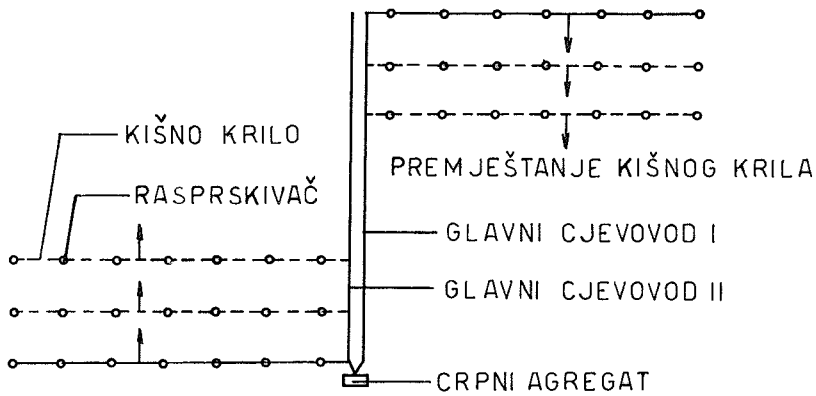 KIŠNO KRILO
PREMJEŠTANJE KIŠNOG KRILA
RASPRSKIVAČ
GLAVNI CJEVOVOD I
GLAVNI CJEVOVOD II
CRPNI AGREGAT